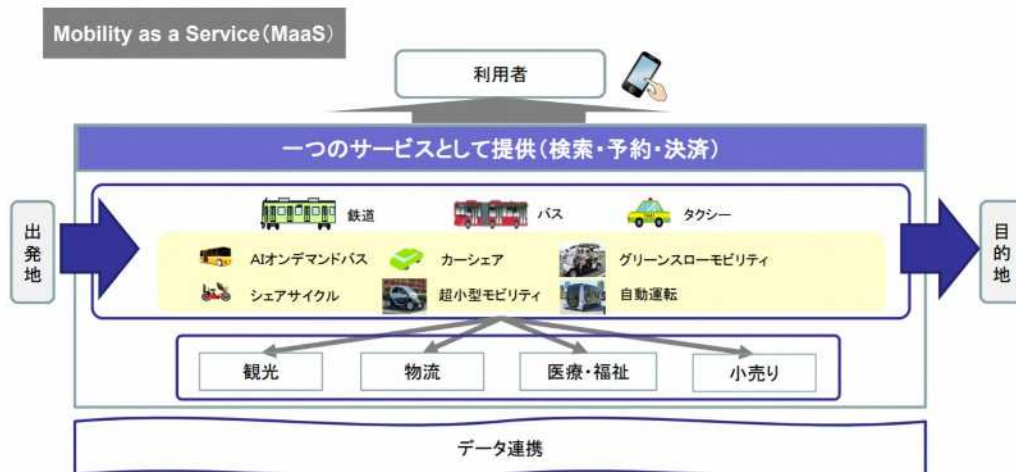 Mobility as a Service(MaaS)
利用者
一つのサービスとして提供(検索・予約・決済)
出発地
鉄道
バス
タクシー
AIオンデマンドバス
カーシェア
グリーンスローモビリティ
シェアサイクル
超小型モビリティ
自動運転
目的地
観光
物流
医療・福祉
小売り
データ連携